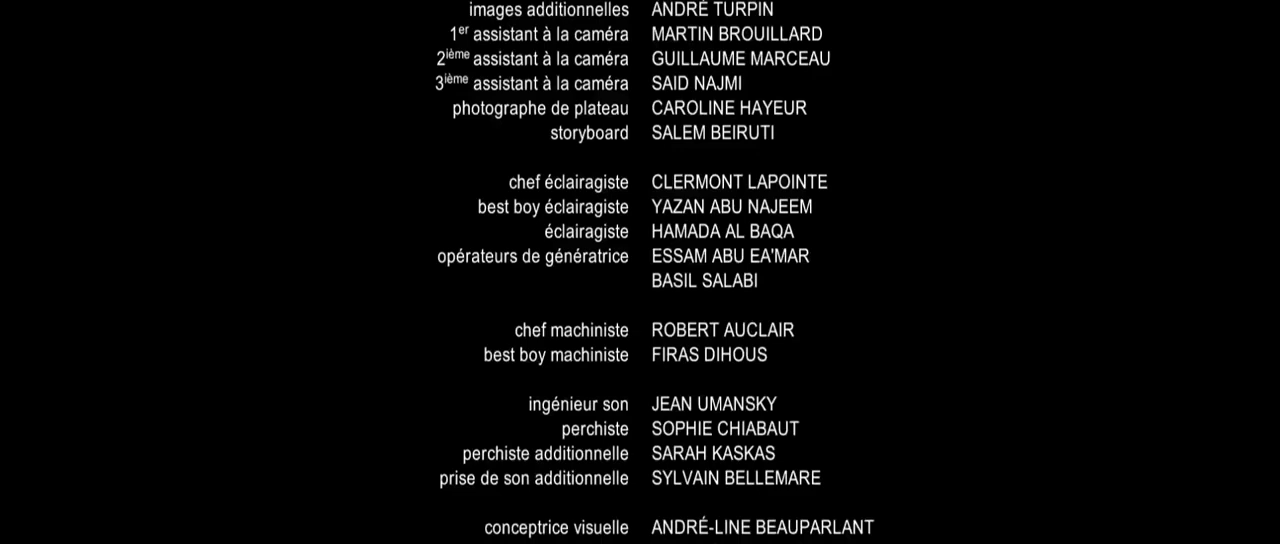 images additionnelles ANDRÉ TURPIN
1er assistant à la caméra MARTIN BROUILLARD
2ième assistant à la caméra GUILLAUME MARCEAU
3ième assistant à la caméra SAID NAJMI
photographe de plateau CAROLINE HAYEUR
storyboard SALEM BEIRUTI
chef éclairagiste CLERMONT LAPOINTE
best boy éclairagiste YAZAN ABU NAJEEM
éclairagiste HAMADA AL BAQA
opérateurs de génératrice ESSAM ABU EA'MAR
BASIL SALABI
chef machiniste ROBERT AUCLAIR
best boy machiniste FIRAS DIHOUS
ingénieur son JEAN UMANSKY
perchiste SOPHIE CHIABAUT
perchiste additionnelle SARAH KASKAS
prise de son additionnelle SYLVAIN BELLEMARE
conceptrice visuelle ANDRÉ-LINE BEAUPARLANT